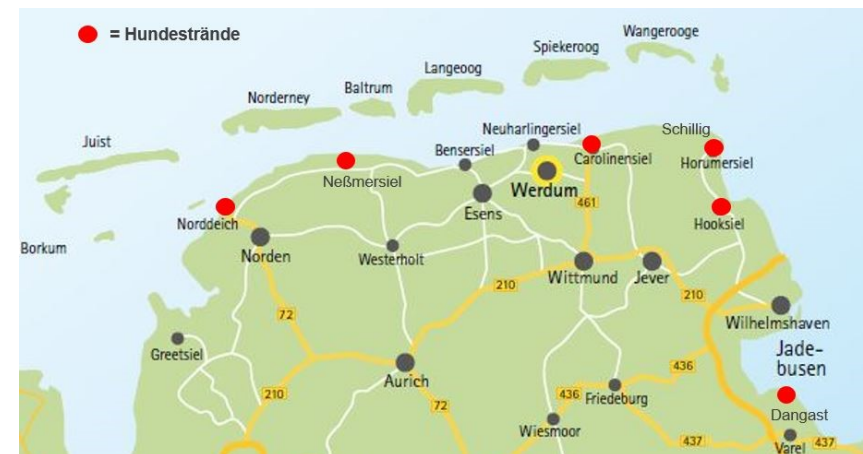 = Hundestrände
Wangerooge
Spiekeroog
Langeoog
Baltrum
Norderney
Juist
Borkum
Neuharlingersiel
Schillig
Bensersiel
Carolinensiel
Horumersiel
Neßmersiel
Werdum
Norddeich
Esens
461
Hooksiel
Norden
Westerholt
Wittmund
Jever
210
210
72
Wilhelmshaven
Greetsiel
Jade-
busen
Aurich
436
210
436
Friedeburg
72
Dangast
Wiesmoor
437
Varel
437